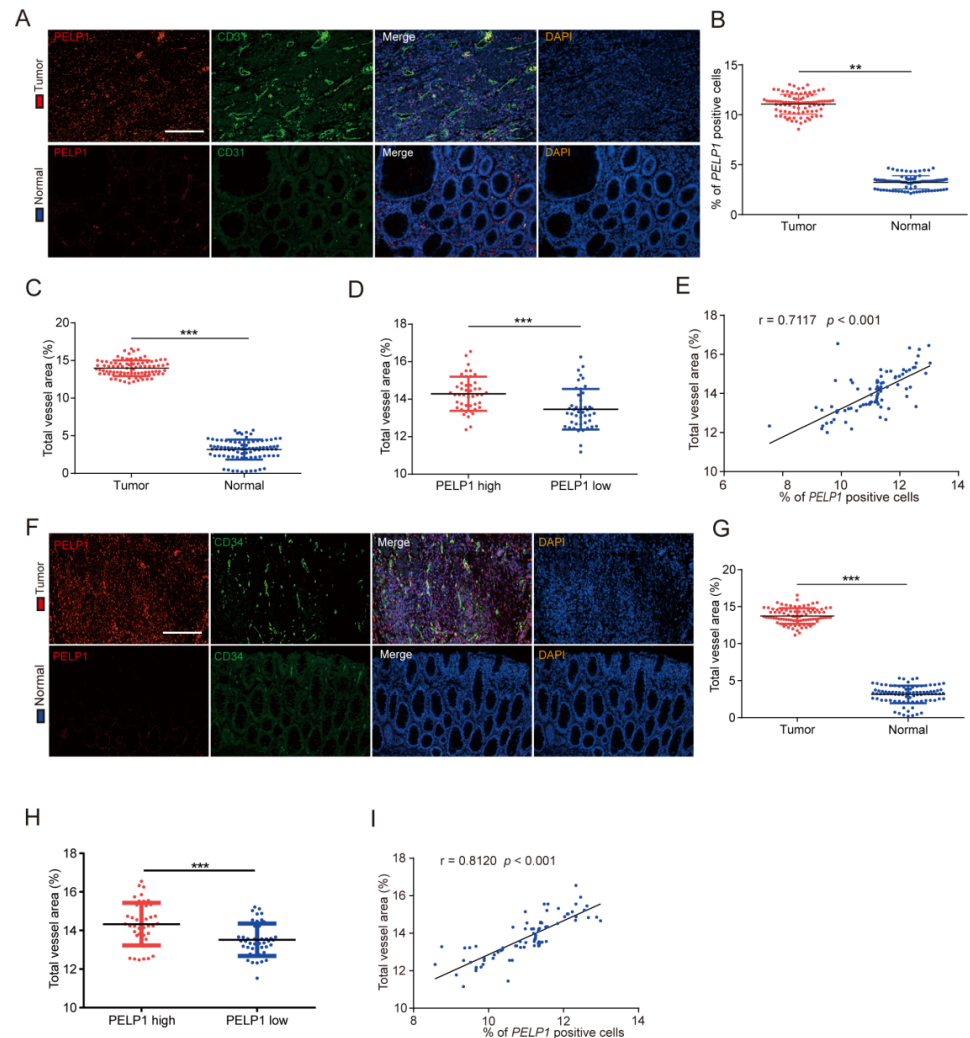 A
PELP1 CD31 Merge DAPI
Tumor
PELP1 CD31 Merge DAPI
Normal
B
% of PELP1 positive cells
15
10
5
0
**
Tumor Normal
C
Total vessel area (%)
20
15
10
5
0
***
Tumor Normal
D
Total vessel area (%)
18
16
14
12
10
***
PELP1 high PELP1 low
E
Total vessel area (%)
18
16
14
12
10
r = 0.7117 p < 0.001
6 8 10 12 14
% of PELP1 positive cells
F
PELP1 CD34 Merge DAPI
Tumor
PELP1 CD34 Merge DAPI
Normal
G
Total vessel area (%)
20
15
10
5
0
***
Tumor Normal
H
Total vessel area (%)
18
16
14
12
10
***
PELP1 high PELP1 low
I
Total vessel area (%)
18
16
14
12
10
r = 0.8120 p < 0.001
8 10 12 14
% of PELP1 positive cells